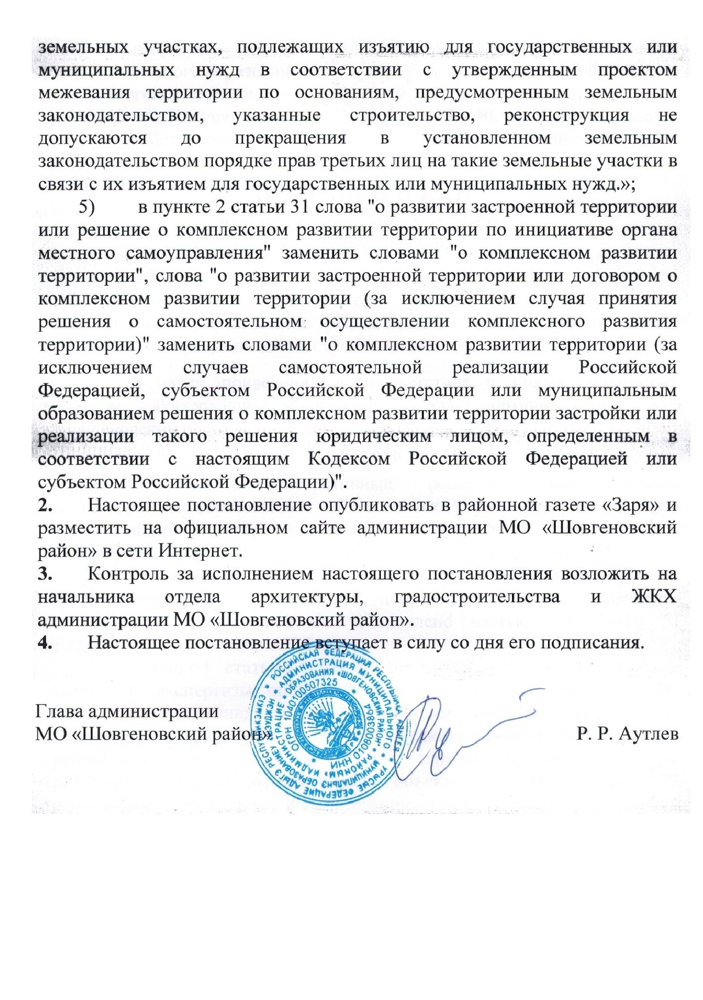 земельных участках, подлежащих изъятию для государственных или
муниципальных нужд в соответствии с утвержденным проектом
межевания территории по основаниям, предусмотренным земельным
законодательством, указанные строительство, реконструкция не
допускаются до прекращения в установленном земельным
законодательством порядке прав третьих лиц на такие земельные участки в
связи с их изъятием для государственных или муниципальных нужд.»;
5) в пункте 2 статьи 31 слова "о развитии застроенной территории
или решение о комплексном развитии территории по инициативе органа
местного самоуправления" заменить словами "о комплексном развитии
территории", слова "о развитии застроенной территории или договором о
комплексном развитии территории (за исключением случая принятия
решения о самостоятельном осуществлении комплексного развития
территории)" заменить словами "о комплексном развитии территории (за
исключением случаев самостоятельной реализации Российской
Федерацией, субъектом Российской Федерации или муниципальным
образованием решения о комплексном развитии территории застройки или
реализации такого решения юридическим лицом, определенным в
соответствии с настоящим Кодексом Российской Федерацией или
субъектом Российской Федерации)".
2. Настоящее постановление опубликовать в районной газете «Заря» и
разместить на официальном сайте администрации МО «Шовгеновский
район» в сети Интернет.
3. Контроль за исполнением настоящего постановления возложить на
начальника отдела архитектуры, градостроительства и ЖКХ
администрации МО «Шовгеновский район».
4. Настоящее постановление вступает в силу со дня его подписания.
РОССИЙСКАЯ ФЕДЕРАЦИЯ РЕСПУБЛИКА АДЫГЕЯ * УРЫСЫЕ ФЕДЕРАЦИЕ АДЫГЭ РЕСПУБЛИКЭМКIЭ *
АДМИНИСТРАЦИЯ МУНИЦИПАЛЬНОГО *
ОБРАЗОВАНИЯ «ШОВГЕНОВСКИЙ РАЙОН» *
ОГРН 1040100507325 * ИНН 0108003864
Глава администрации
МО «Шовгеновский район»
Р. Р. Аутлев